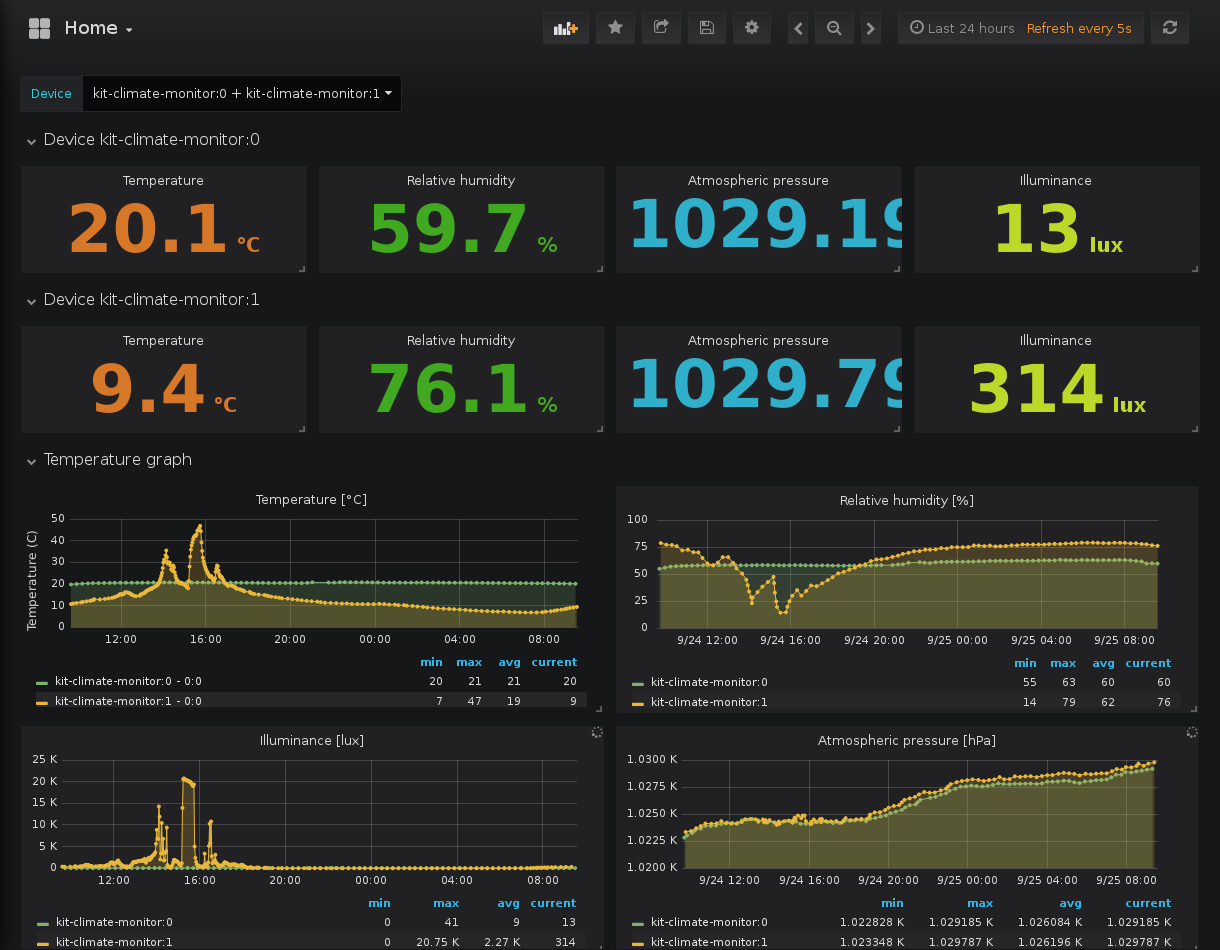 Home
Last 24 hours Refresh every 5s
Device kit-climate-monitor:0 + kit-climate-monitor:1
Device kit-climate-monitor:0
Temperature Relative humidity Atmospheric pressure Illuminance
20.1 °C 59.7 % 1029.19 13 lux
Device kit-climate-monitor:1
Temperature Relative humidity Atmospheric pressure Illuminance
9.4 °C 76.1 % 1029.79 314 lux
Temperature graph
Temperature [°C]
Temperature (C)
50
40
30
20
10
0
12:00 16:00 20:00 00:00 04:00 08:00
min max avg current
kit-climate-monitor:0 - 0:0 20 21 21 20
kit-climate-monitor:1 - 0:0 7 47 19 9
Relative humidity [%]
100
75
50
25
0
9/24 12:00 9/24 16:00 9/24 20:00 9/25 00:00 9/25 04:00 9/25 08:00
min max avg current
kit-climate-monitor:0 55 63 60 60
kit-climate-monitor:1 14 79 62 76
Illuminance [lux]
25 K
20 K
15 K
10 K
5 K
0
12:00 16:00 20:00 00:00 04:00 08:00
min max avg current
kit-climate-monitor:0 0 41 9 13
kit-climate-monitor:1 0 20.75 K 2.27 K 314
Atmospheric pressure [hPa]
1.0300 K
1.0275 K
1.0250 K
1.0225 K
1.0200 K
9/24 12:00 9/24 16:00 9/24 20:00 9/25 00:00 9/25 04:00 9/25 08:00
min max avg current
kit-climate-monitor:0 1.022828 K 1.029185 K 1.026084 K 1.029185 K
kit-climate-monitor:1 1.023348 K 1.029787 K 1.026196 K 1.029787 K